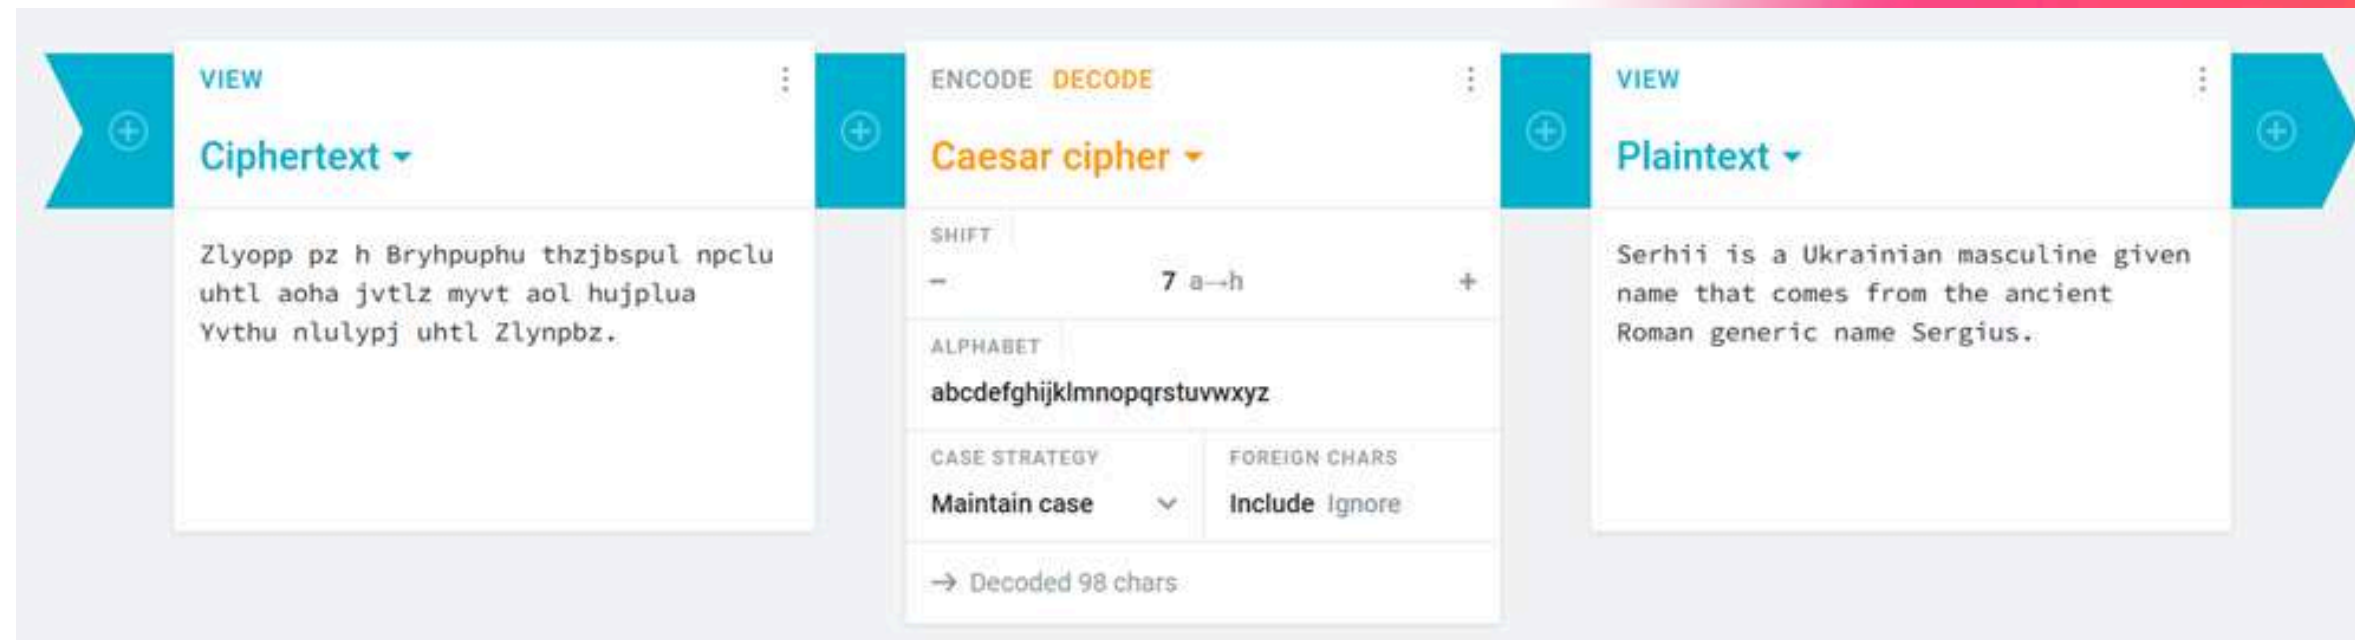 VIEW
Ciphertext
Zlyopp pz h Bryhpuphu thzjbspul npclu
uhtl aoha jvtlz myvt aol hujplua
Yvthu nlulypj uhtl Zlynpbz.
ENCODE DECODE
Caesar cipher
SHIFT
− 7 a→h +
ALPHABET
abcdefghijklmnopqrstuvwxyz
CASE STRATEGY
Maintain case
FOREIGN CHARS
Include Ignore
→ Decoded 98 chars
VIEW
Plaintext
Serhii is a Ukrainian masculine given
name that comes from the ancient
Roman generic name Sergius.